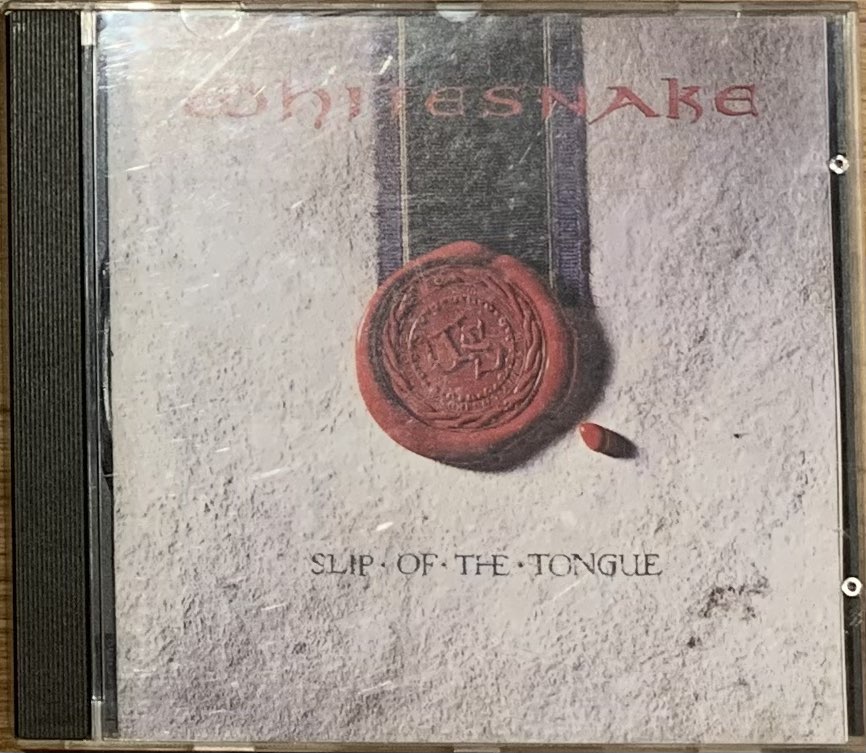 WHITESNAKE
SLIP · OF · THE · TONGUE